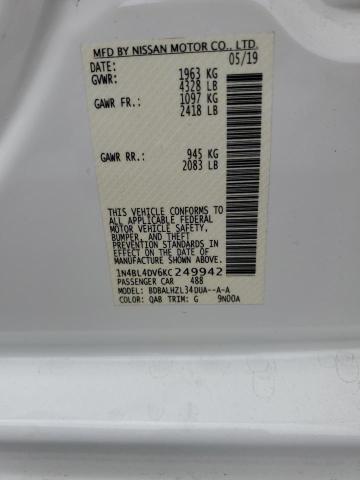 MFD BY NISSAN MOTOR CO., LTD.
DATE: 05/19
GVWR: 1963 KG
4328 LB
GAWR FR.: 1097 KG
2418 LB
GAWR RR.: 945 KG
2083 LB
THIS VEHICLE CONFORMS TO
ALL APPLICABLE FEDERAL
MOTOR VEHICLE SAFETY,
BUMPER, AND THEFT
PREVENTION STANDARDS IN
EFFECT ON THE DATE OF
MANUFACTURE SHOWN ABOVE.
1N4BL4DV6KC249942
PASSENGER CAR 488
MODEL: BDBALHZL34DUA--A-A
COLOR: QAB TRIM: G 9N00A